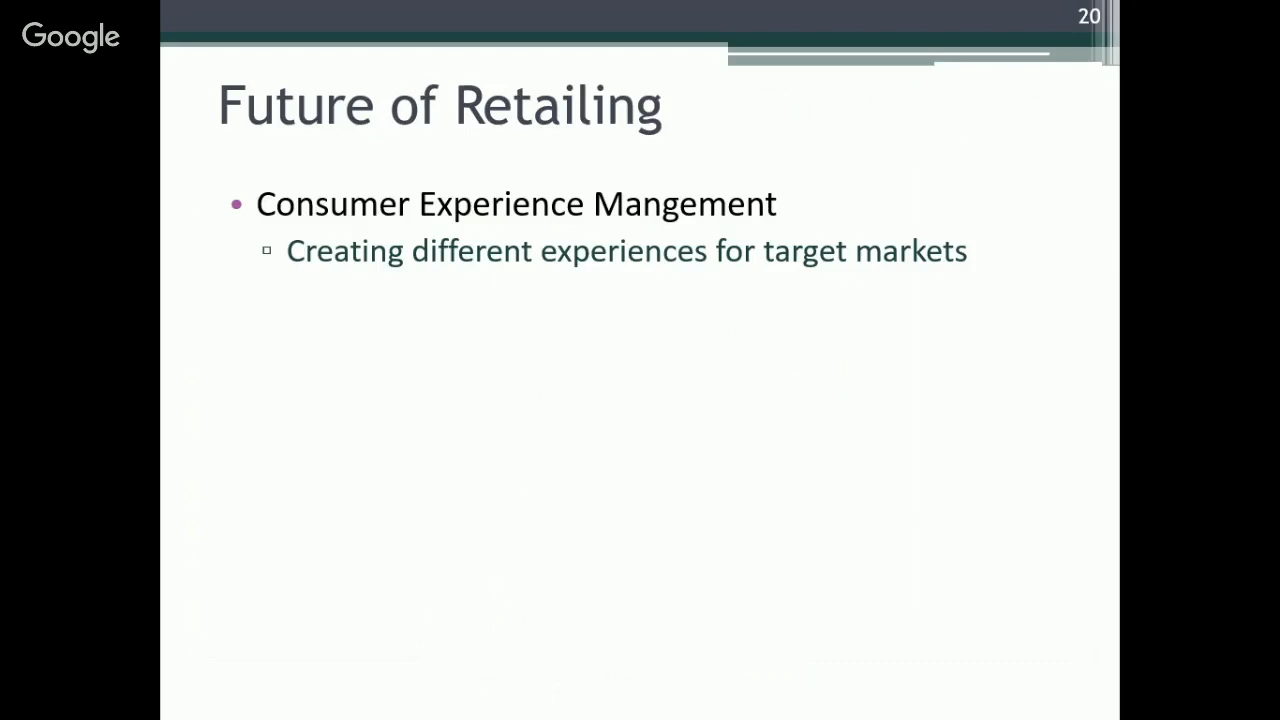 Google
20
Future of Retailing
• Consumer Experience Mangement
▫ Creating different experiences for target markets